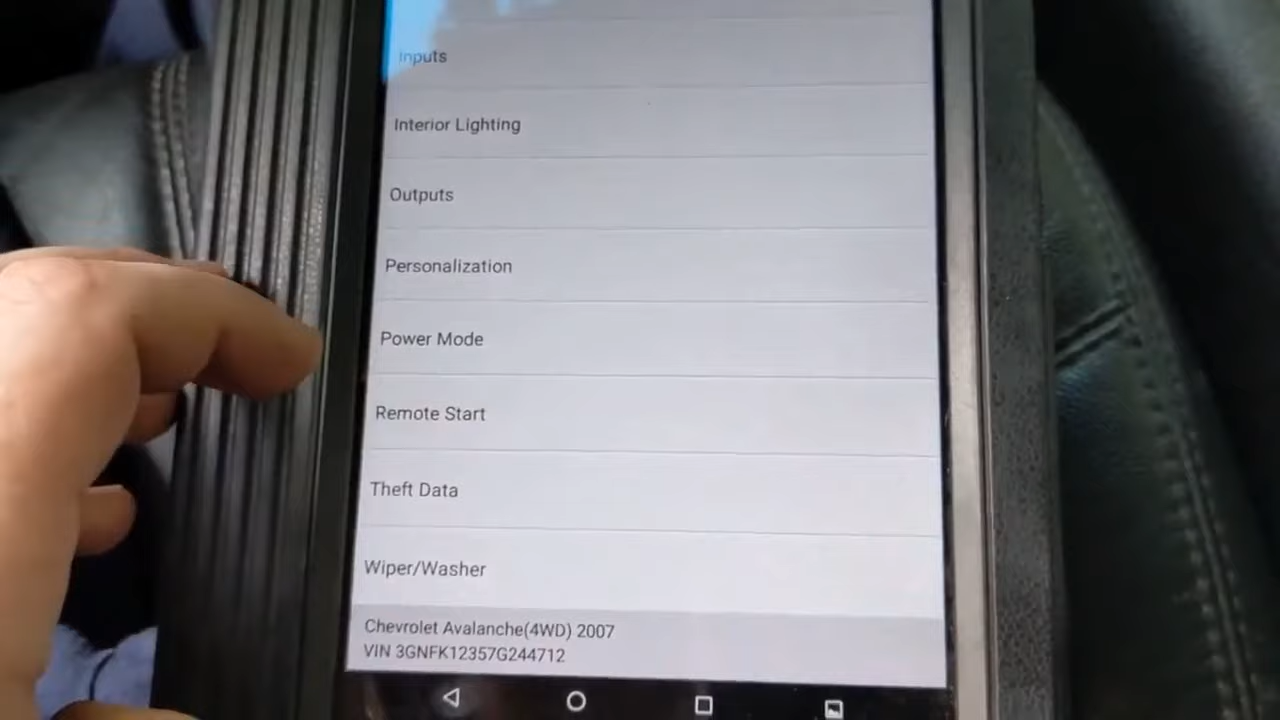 Inputs
Interior Lighting
Outputs
Personalization
Power Mode
Remote Start
Theft Data
Wiper/Washer
Chevrolet Avalanche(4WD) 2007
VIN 3GNFK12357G244712